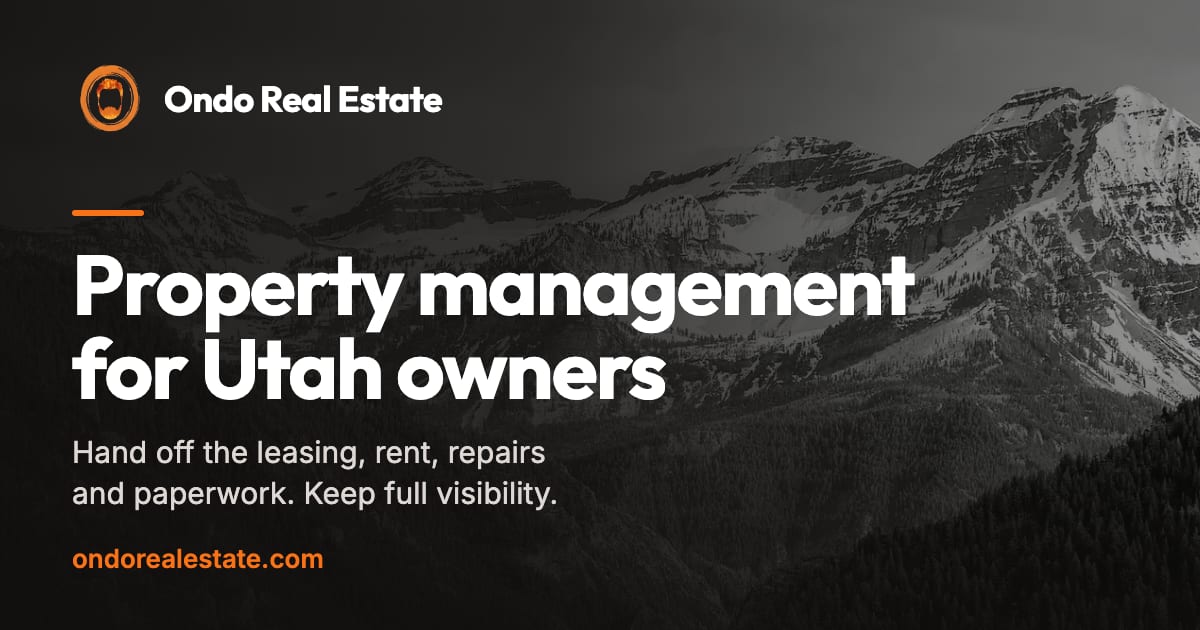 Ondo Real Estate
Property management
for Utah owners
Hand off the leasing, rent, repairs
and paperwork. Keep full visibility.
ondorealestate.com